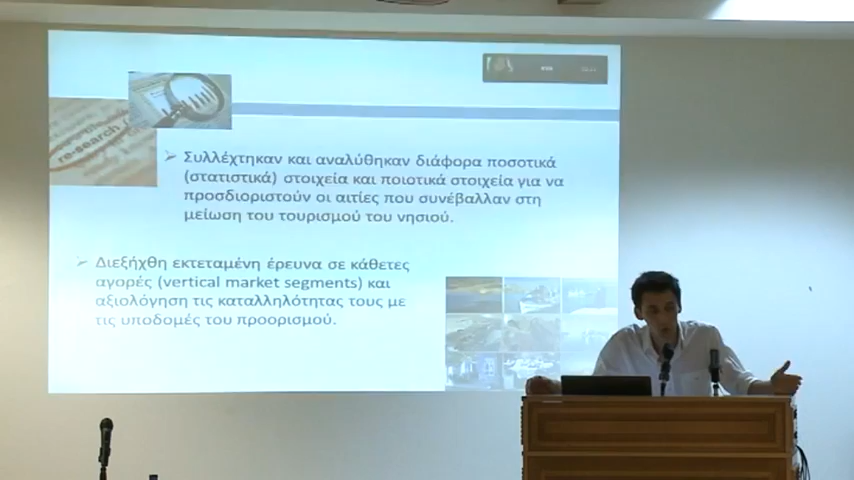 re-search
Συλλέχτηκαν και αναλύθηκαν διάφορα ποσοτικά
(στατιστικά) στοιχεία και ποιοτικά στοιχεία για να
προσδιοριστούν οι αιτίες που συνέβαλλαν στη
μείωση του τουρισμού του νησιού.
Διεξήχθη εκτεταμένη έρευνα σε κάθετες
αγορές (vertical market segments) και
αξιολόγηση τις καταλληλότητας τους με
τις υποδομές του προορισμού.